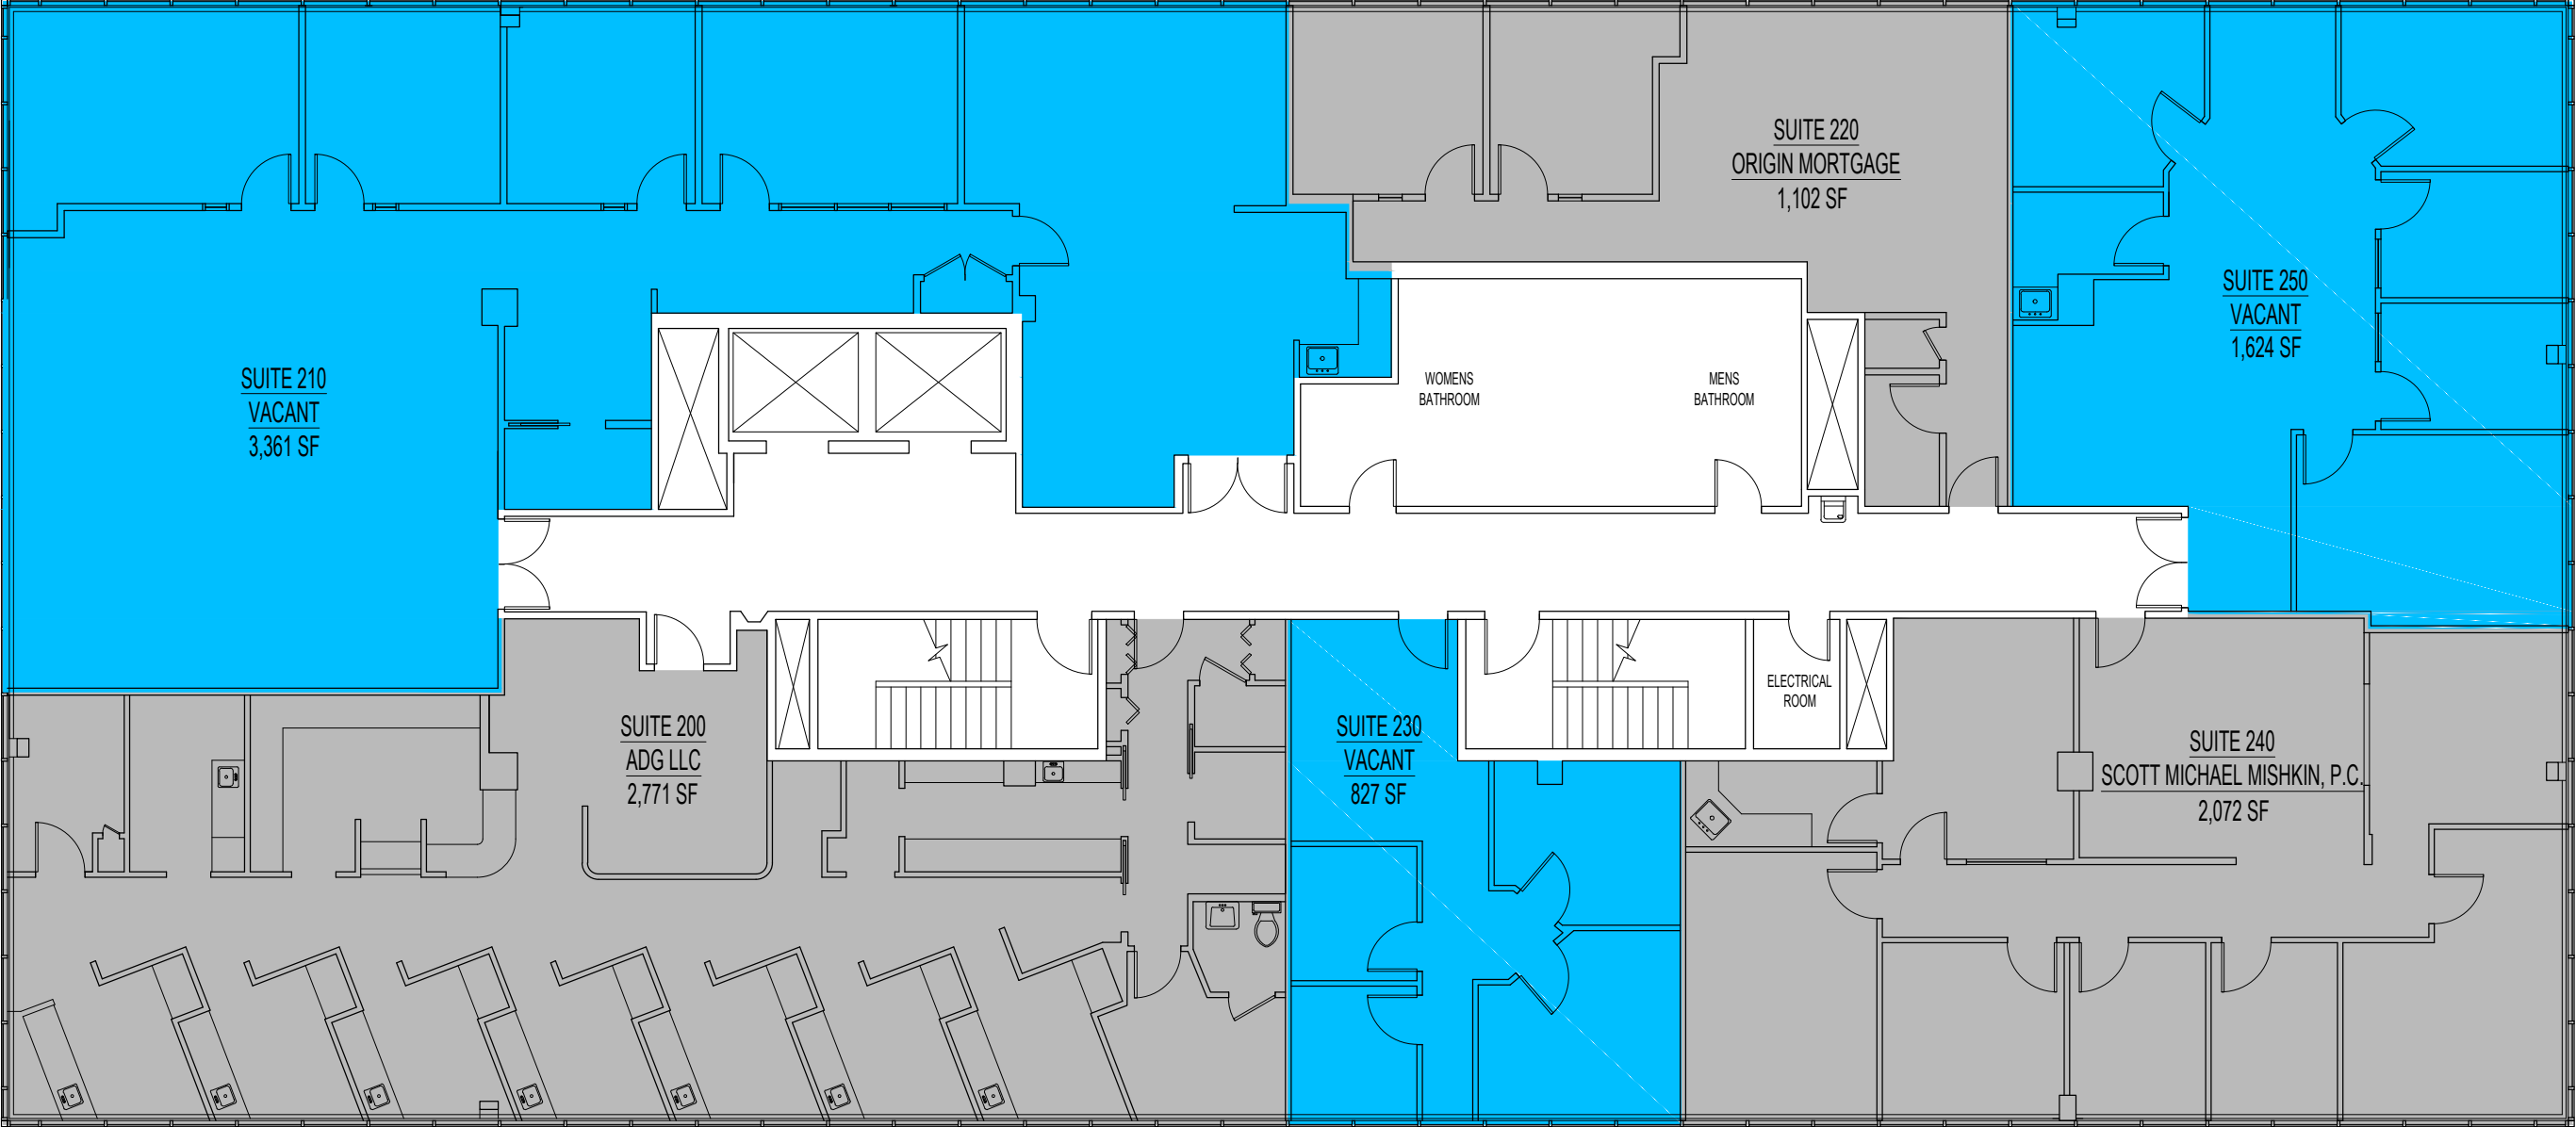 SUITE 220
ORIGIN MORTGAGE
1,102 SF
SUITE 250
VACANT
1,624 SF
SUITE 210
VACANT
3,361 SF
WOMENS
BATHROOM
MENS
BATHROOM
ELECTRICAL
ROOM
SUITE 200
ADG LLC
2,771 SF
SUITE 230
VACANT
827 SF
SUITE 240
SCOTT MICHAEL MISHKIN, P.C.
2,072 SF